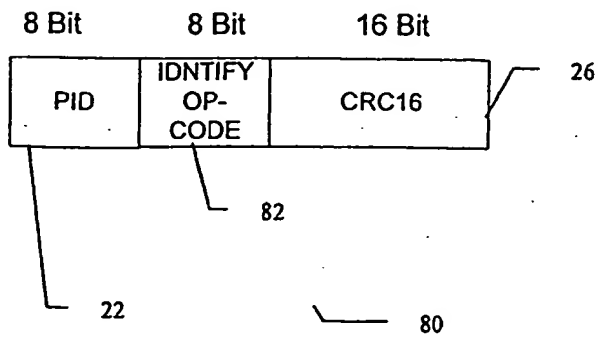 8 Bit 8 Bit 16 Bit
PID
IDNTIFY
OP-
CODE
CRC16
26
82
22
80